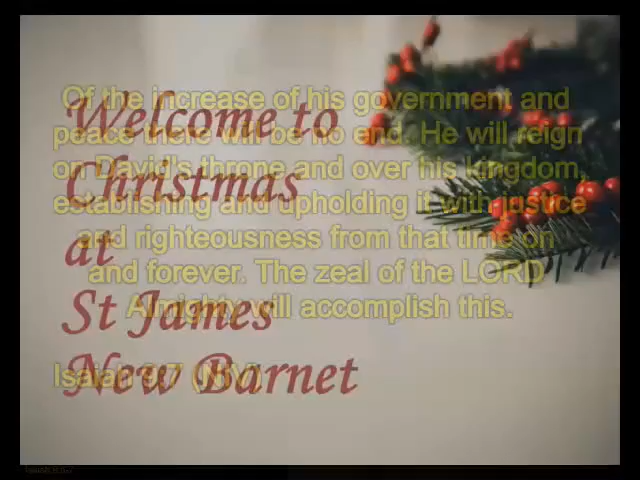 Welcome to
Christmas
at
St James
New Barnet
Of the increase of his government and
peace there will be no end. He will reign
on David's throne and over his kingdom,
establishing and upholding it with justice
and righteousness from that time on
and forever. The zeal of the LORD
Almighty will accomplish this.
Isaiah 9:7 (NIV)